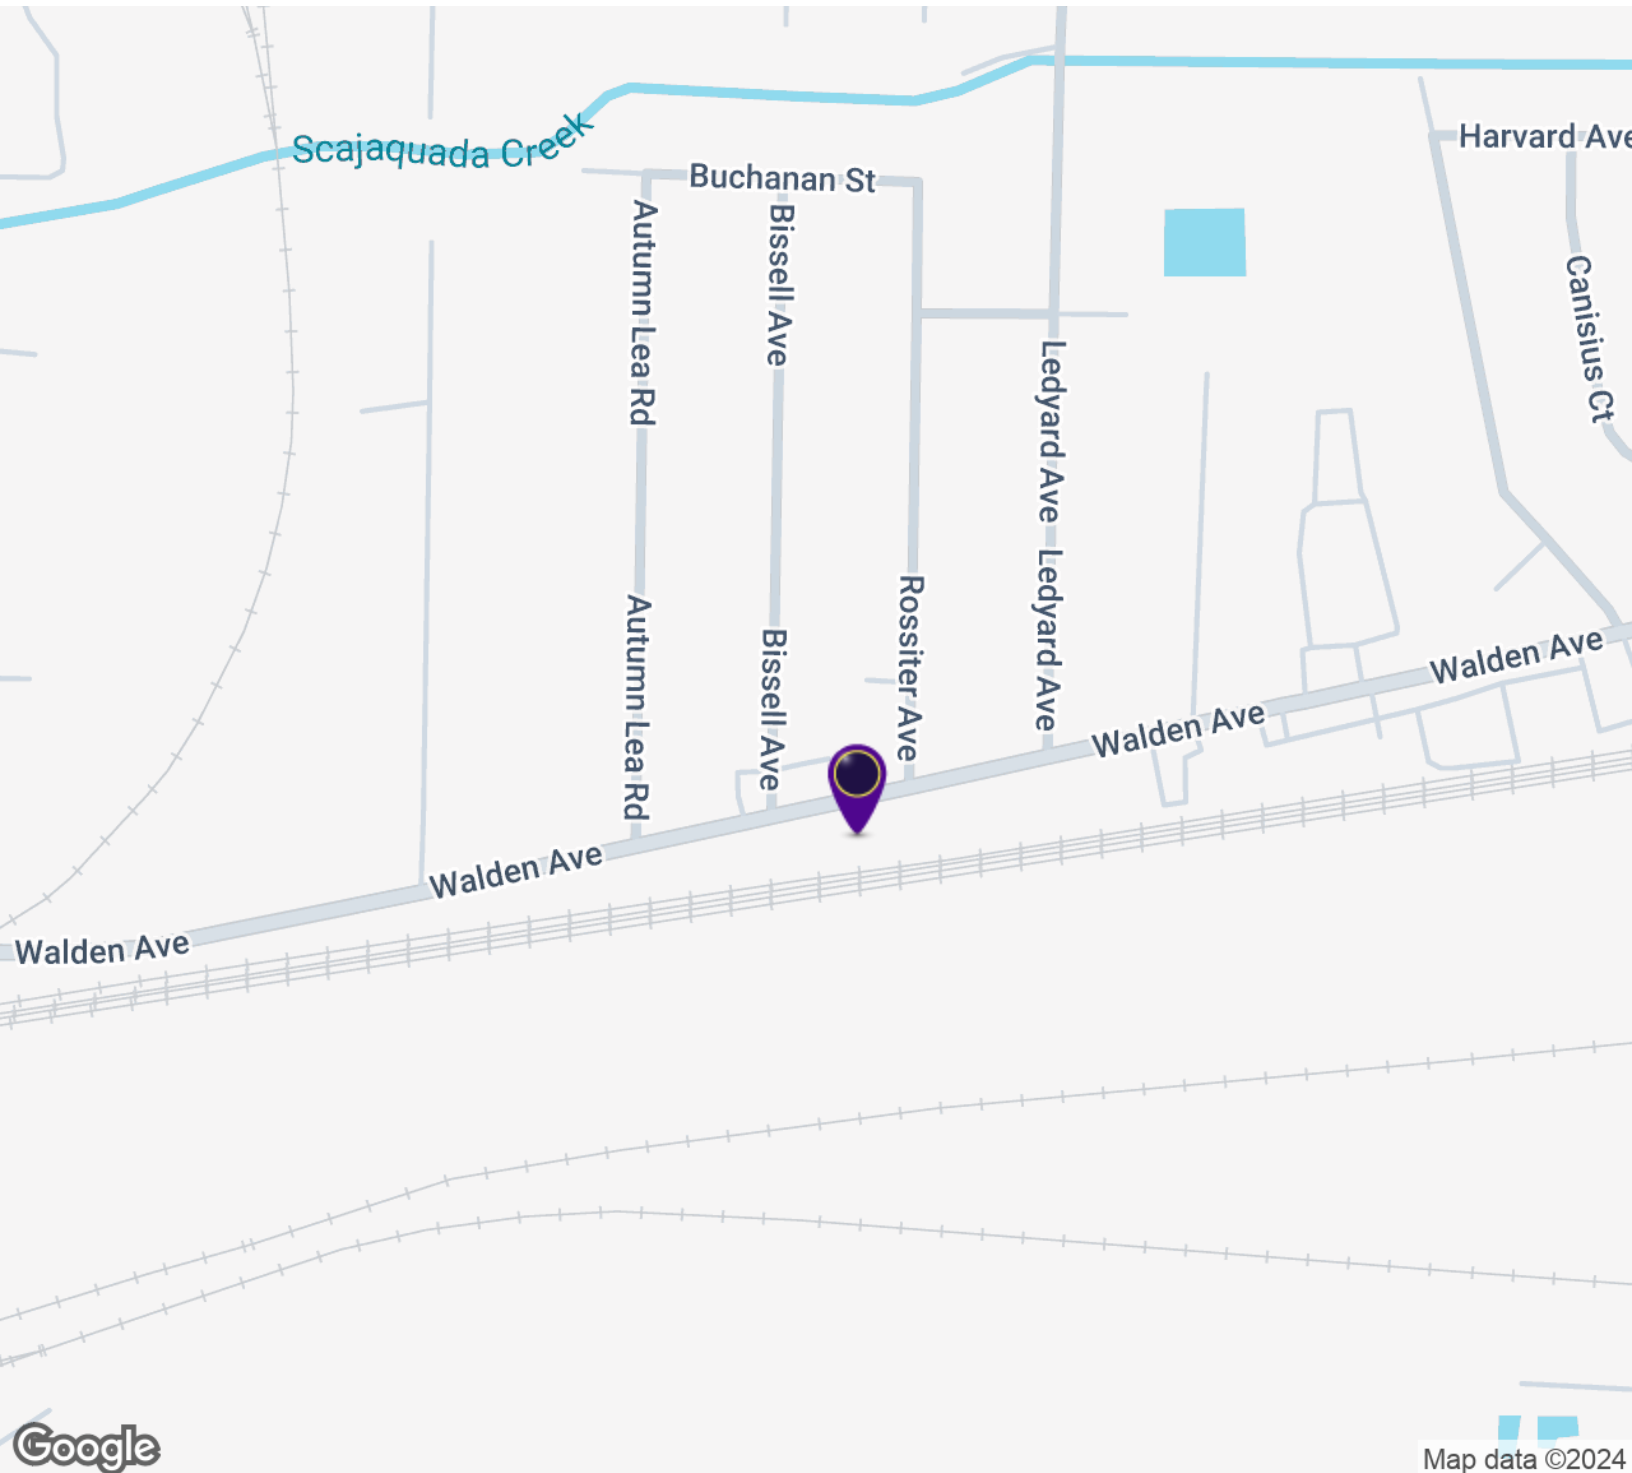 Scajaquada Creek
Harvard Ave
Buchanan St
Autumn Lea Rd
Bissell Ave
Canisius Ct
Ledyard Ave
Ledyard Ave
Rossiter Ave
Autumn Lea Rd
Bissell Ave
Walden Ave
Walden Ave
Walden Ave
Walden Ave
Google
Map data ©2024